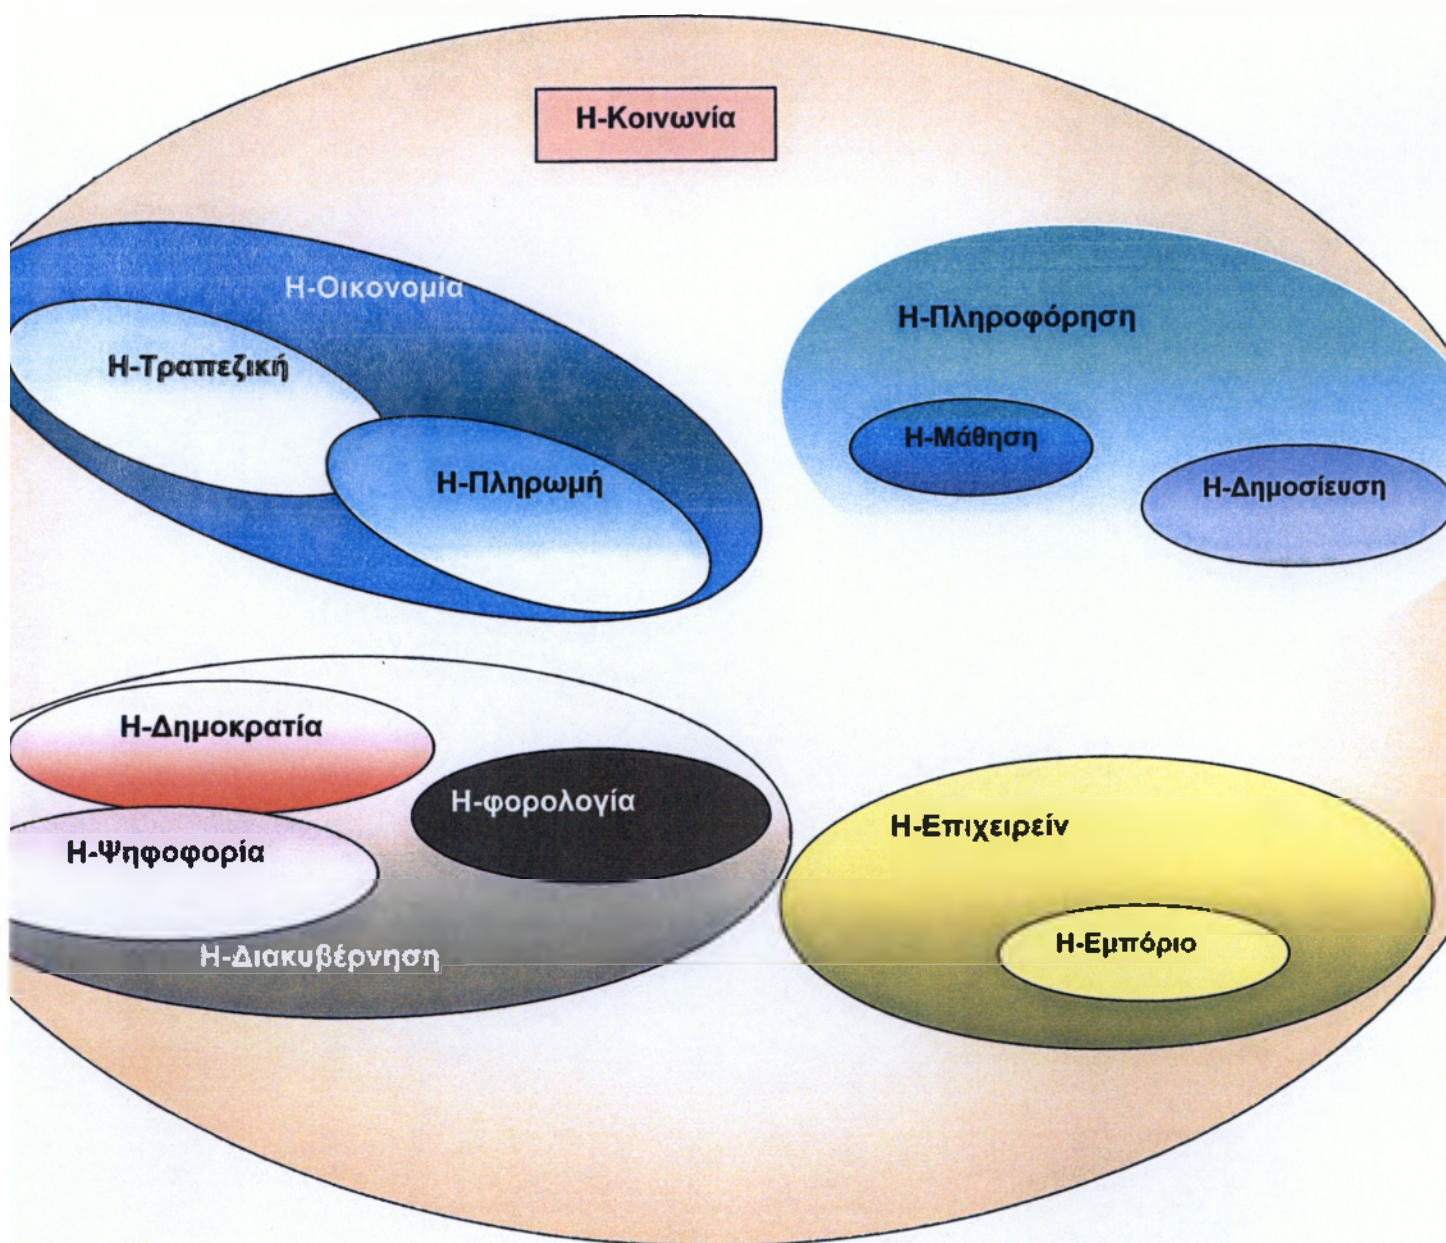 Η-Κοινωνία
Η-Οικονομία
Η-Τραπεζική
Η-Πληρωμή
Η-Πληροφόρηση
Η-Μάθηση
Η-Δημοσίευση
Η-Δημοκρατία
Η-φορολογία
Η-Ψηφοφορία
Η-Διακυβέρνηση
Η-Επιχειρείν
Η-Εμπόριο